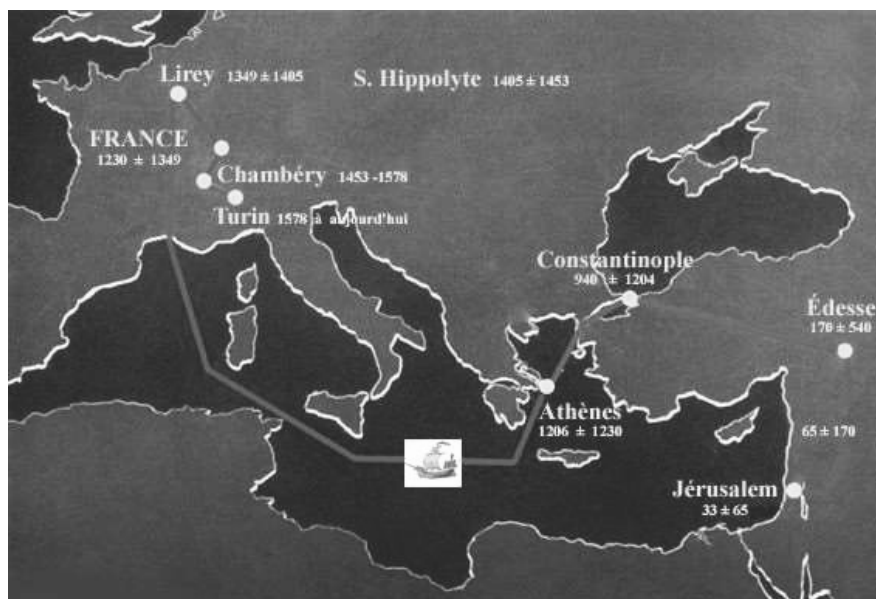 Lirey 1349 ± 1405
S. Hippolyte 1405 ± 1453
FRANCE
1230 ± 1349
Chambéry 1453 -1578
Turin 1578 à aujourd'hui
Constantinople
940 ± 1204
Édesse
170 ± 540
Athènes
1206 ± 1230
65 ± 170
Jérusalem
33 ± 65